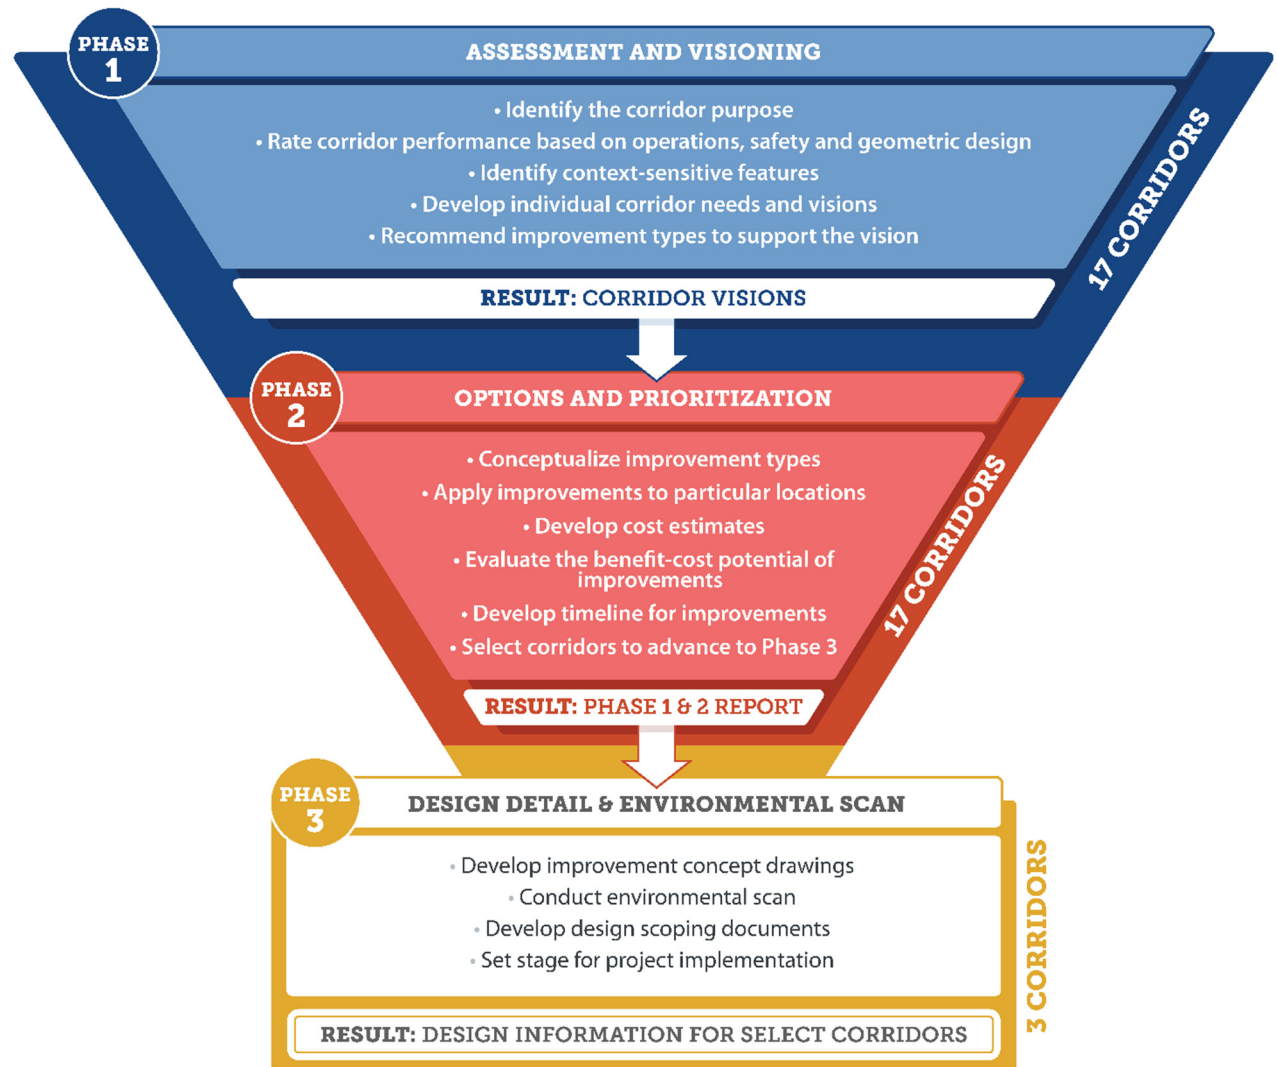 PHASE
1
ASSESSMENT AND VISIONING
• Identify the corridor purpose
• Rate corridor performance based on operations, safety and geometric design
• Identify context-sensitive features
• Develop individual corridor needs and visions
• Recommend improvement types to support the vision
RESULT: CORRIDOR VISIONS
17 CORRIDORS
PHASE
2
OPTIONS AND PRIORITIZATION
• Conceptualize improvement types
• Apply improvements to particular locations
• Develop cost estimates
• Evaluate the benefit-cost potential of
improvements
• Develop timeline for improvements
• Select corridors to advance to Phase 3
RESULT: PHASE 1 & 2 REPORT
17 CORRIDORS
PHASE
3
DESIGN DETAIL & ENVIRONMENTAL SCAN
• Develop improvement concept drawings
• Conduct environmental scan
• Develop design scoping documents
• Set stage for project implementation
RESULT: DESIGN INFORMATION FOR SELECT CORRIDORS
3 CORRIDORS